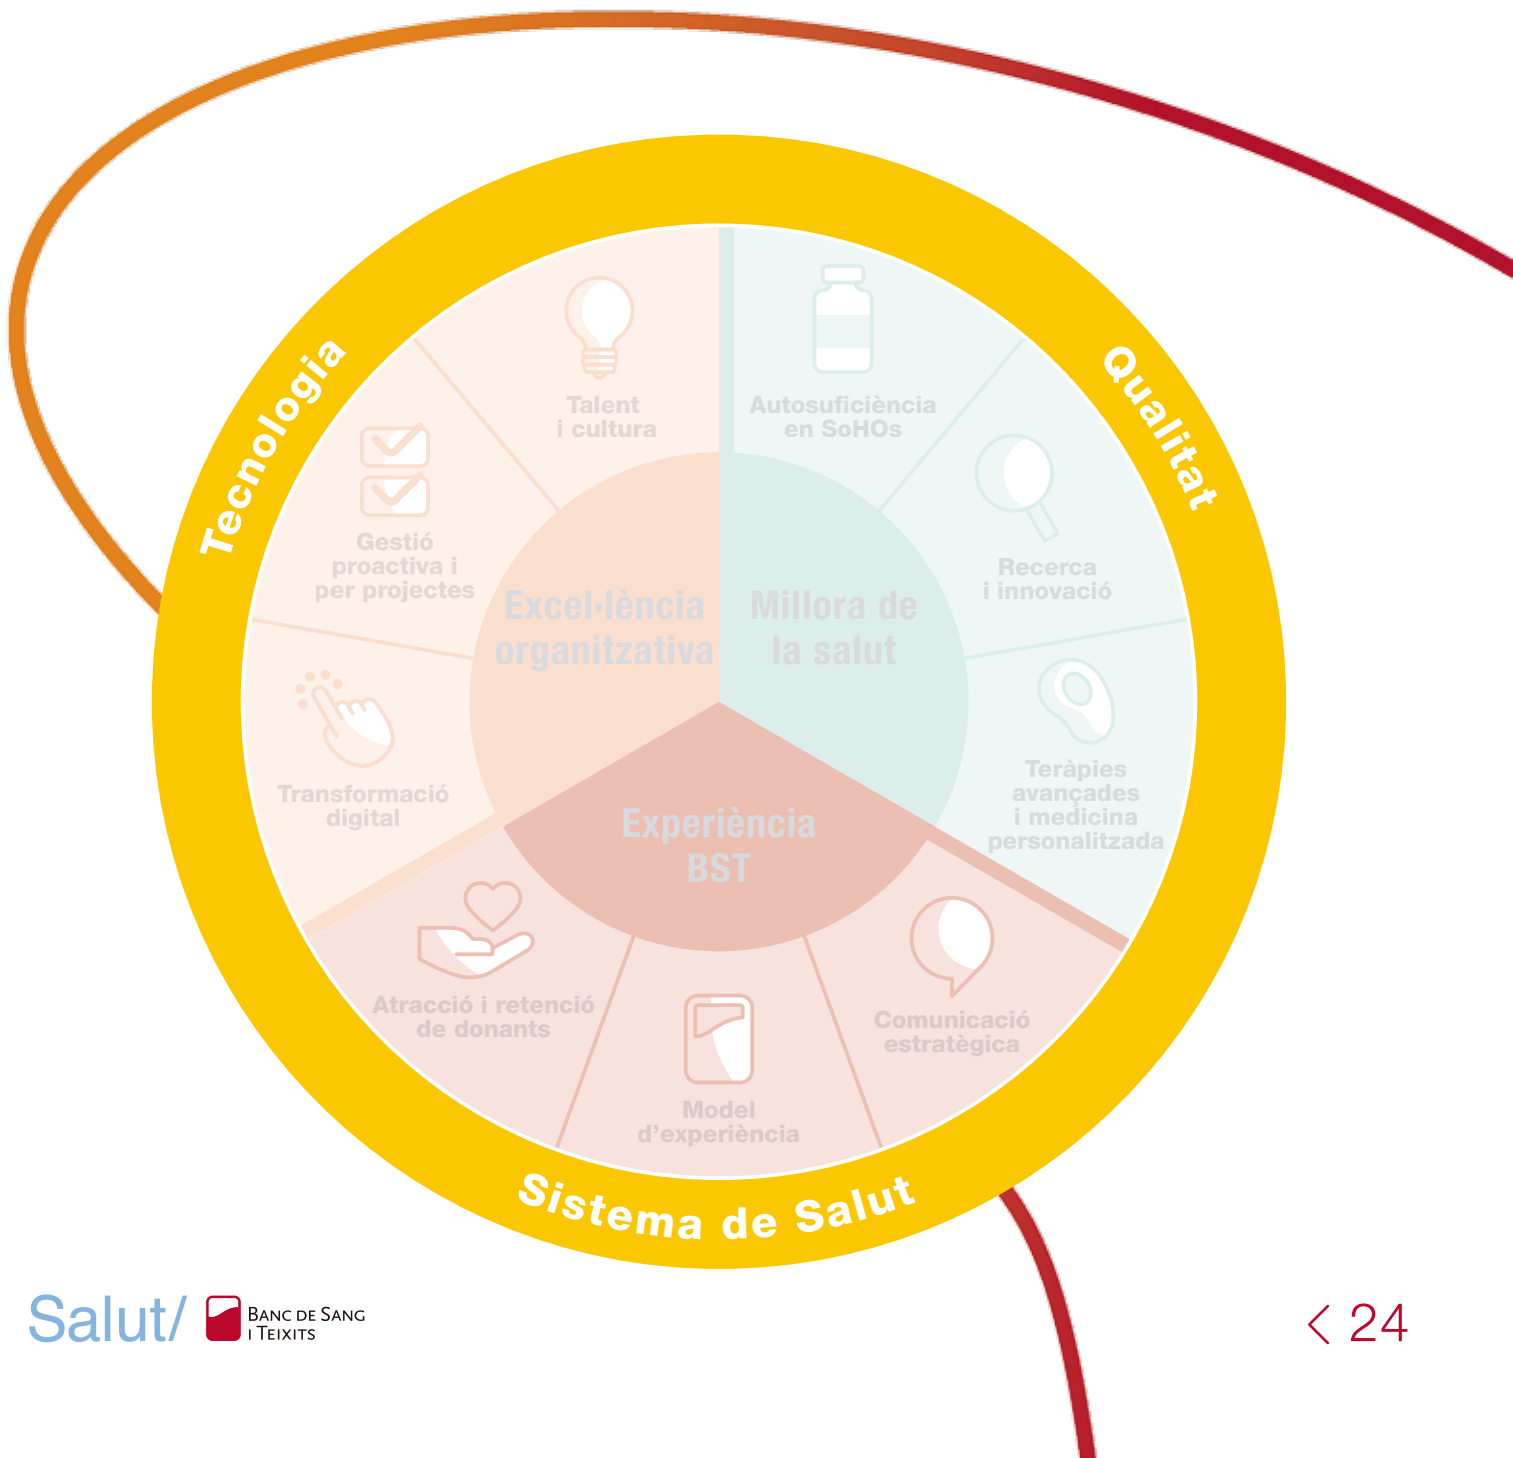 Tecnologia
Qualitat
Talent
i cultura
Autosuficiència
en SoHOs
Gestió
proactiva i
per projectes
Recerca
i innovació
Excel·lència
organitzativa
Millora de
la salut
Transformació
digital
Teràpies
avançades
i medicina
personalitzada
Experiència
BST
Atracció i retenció
de donants
Model
d’experiència
Comunicació
estratègica
Sistema de Salut
Salut/
BANC DE SANG
I TEIXITS
< 24